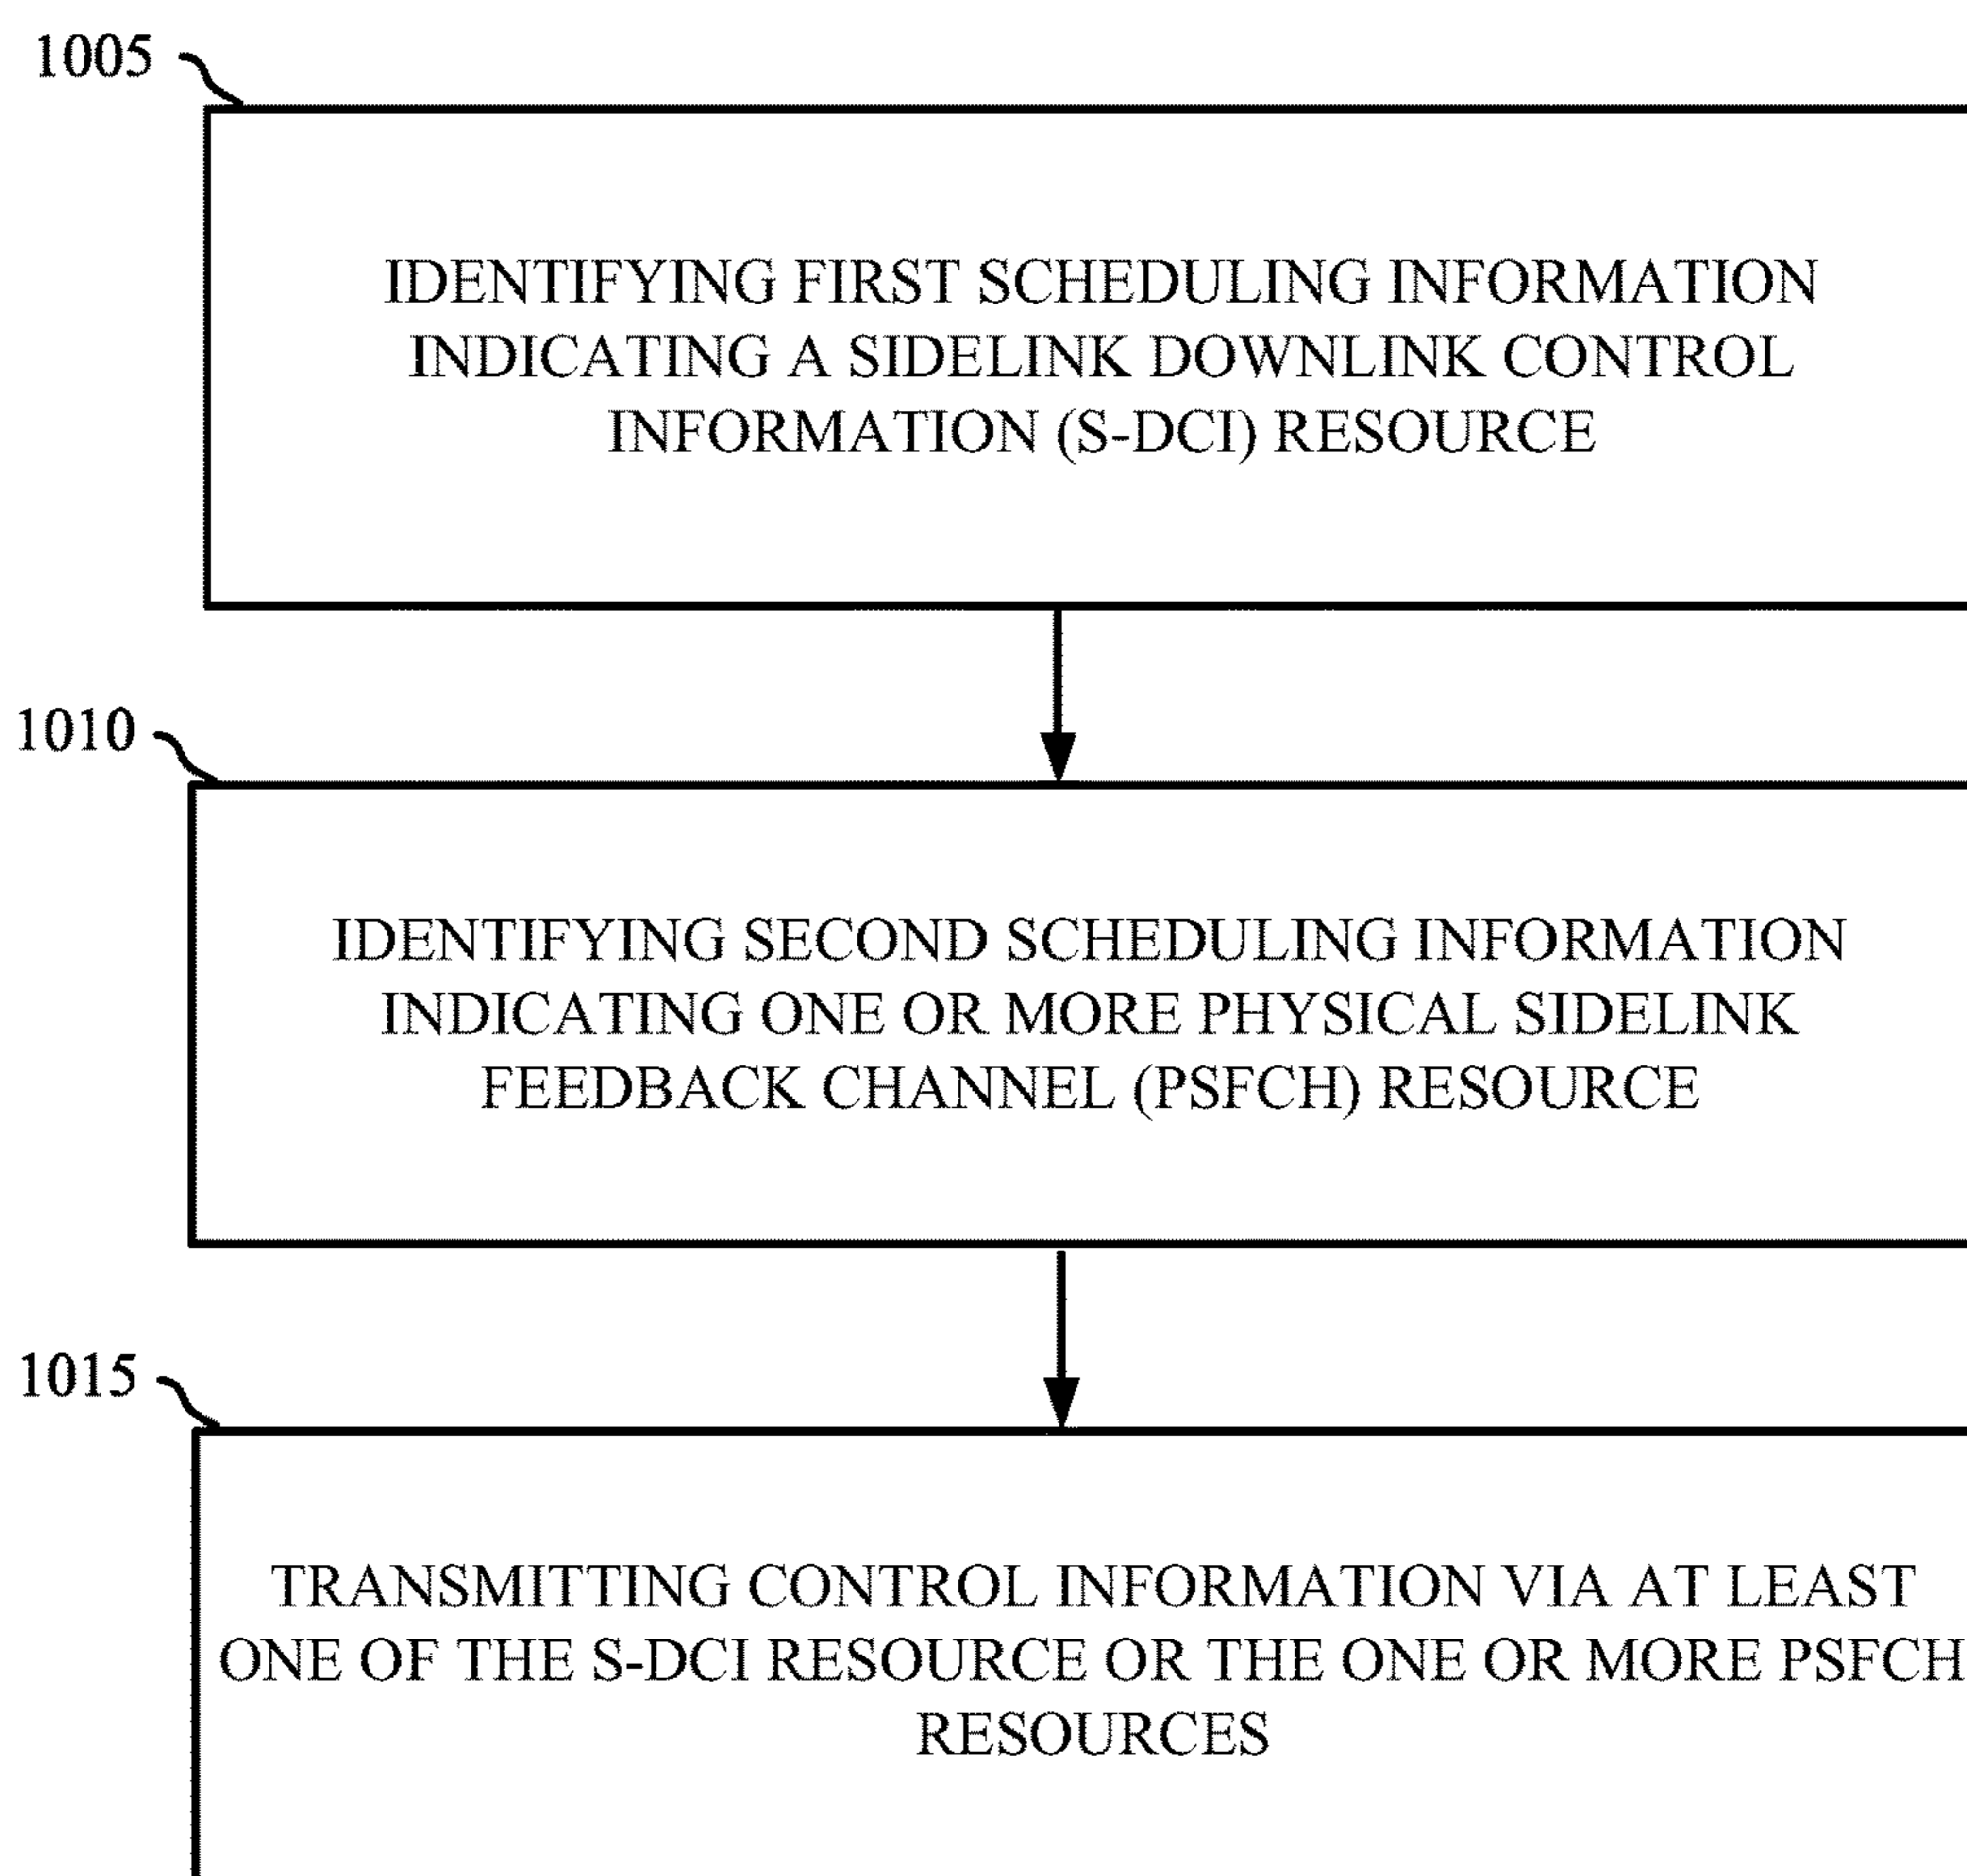 1005
IDENTIFYING FIRST SCHEDULING INFORMATION
INDICATING A SIDELINK DOWNLINK CONTROL
INFORMATION (S-DCI) RESOURCE
1010
IDENTIFYING SECOND SCHEDULING INFORMATION
INDICATING ONE OR MORE PHYSICAL SIDELINK
FEEDBACK CHANNEL (PSFCH) RESOURCE
1015
TRANSMITTING CONTROL INFORMATION VIA AT LEAST
ONE OF THE S-DCI RESOURCE OR THE ONE OR MORE PSFCH
RESOURCES